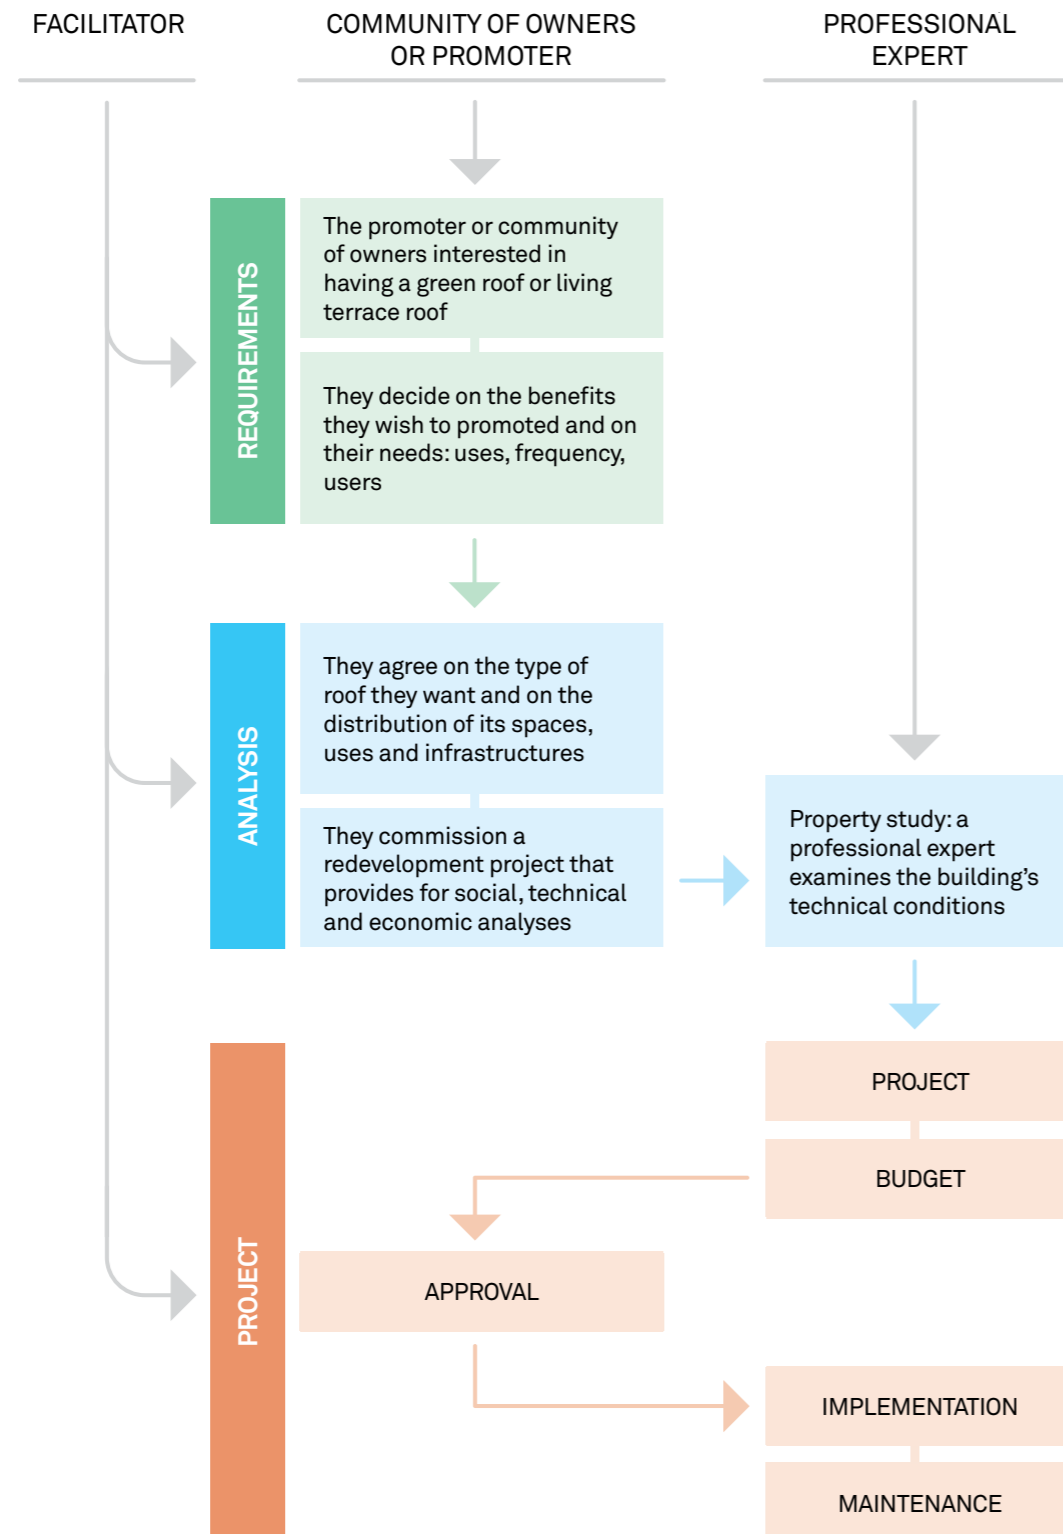 FACILITATOR
COMMUNITY OF OWNERS
OR PROMOTER
PROFESSIONAL
EXPERT
REQUIREMENTS
The promoter or community
of owners interested in
having a green roof or living
terrace roof
They decide on the benefits
they wish to promoted and on
their needs: uses, frequency,
users
ANALYSIS
They agree on the type of
roof they want and on the
distribution of its spaces,
uses and infrastructures
They commission a
redevelopment project that
provides for social, technical
and economic analyses
Property study: a
professional expert
examines the building’s
technical conditions
PROJECT
PROJECT
BUDGET
APPROVAL
IMPLEMENTATION
MAINTENANCE